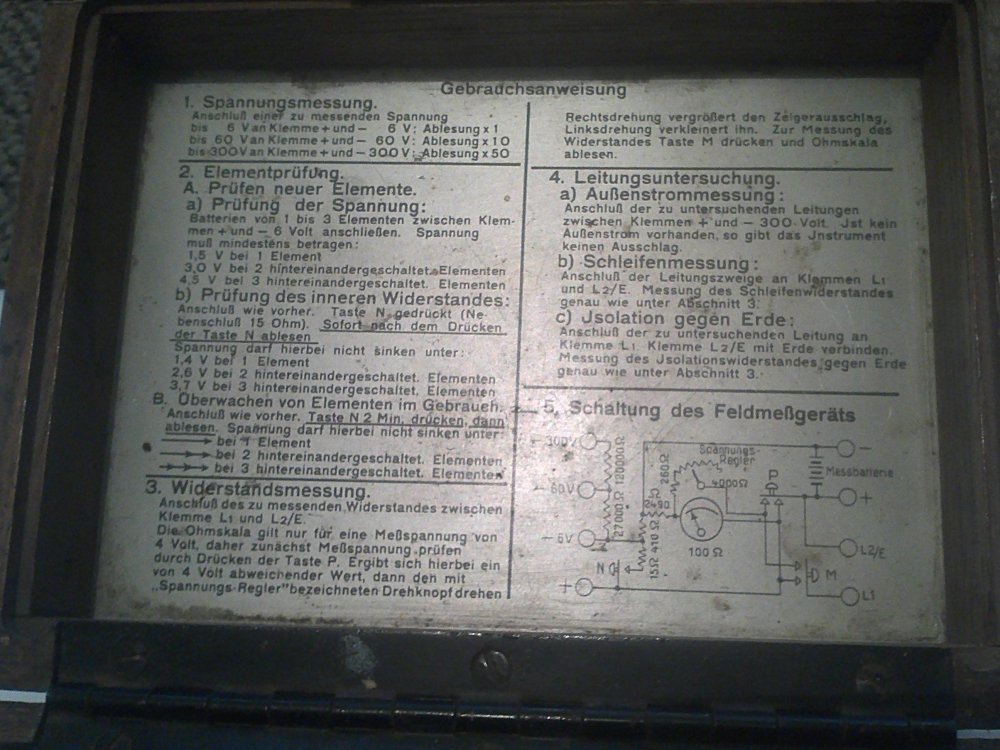 Gebrauchsanweisung
1. Spannungsmessung.
Anschluß einer zu messenden Spannung
bis 6 V an Klemme + und - 6 V: Ablesung x 1
bis 60 V an Klemme + und - 60 V: Ablesung x 10
bis 300 V an Klemme + und - 300 V: Ablesung x 50
2. Elementprüfung.
A. Prüfen neuer Elemente.
a) Prüfung der Spannung:
Batterien von 1 bis 3 Elementen zwischen Klem-
men + und - 6 Volt anschließen. Spannung
muß mindestens betragen:
1,5 V bei 1 Element
3,0 V bei 2 hintereinandergeschaltet. Elementen
4,5 V bei 3 hintereinandergeschaltet. Elementen
b) Prüfung des inneren Widerstandes:
Anschluß wie vorher. Taste N gedrückt (Ne-
benschluß 15 Ohm). Sofort nach dem Drücken
der Taste N ablesen
Spannung darf hierbei nicht sinken unter:
1,4 V bei 1 Element
2,6 V bei 2 hintereinandergeschaltet. Elementen
3,7 V bei 3 hintereinandergeschaltet. Elementen
B. Überwachen von Elementen im Gebrauch.
Anschluß wie vorher. Taste N 2 Min. drücken, dann
ablesen. Spannung darf hierbei nicht sinken unter:
bei 1 Element
bei 2 hintereinandergeschaltet. Elementen
bei 3 hintereinandergeschaltet. Elementen
3. Widerstandsmessung.
Anschluß des zu messenden Widerstandes zwischen
Klemme L1 und L2/E.
Die Ohmskala gilt nur für eine Meßspannung von
4 Volt, daher zunächst Meßspannung prüfen
durch Drücken der Taste P. Ergibt sich hierbei ein
von 4 Volt abweichender Wert, dann den mit
„Spannungs-Regler" bezeichneten Drehknopf drehen
Rechtsdrehung vergrößert den Zeigerausschlag,
Linksdrehung verkleinert ihn. Zur Messung des
Widerstandes Taste M drücken und Ohmskala
ablesen.
4. Leitungsuntersuchung.
a) Außenstrommessung:
Anschluß der zu untersuchenden Leitungen
zwischen Klemmen + und - 300 Volt. Jst kein
Außenstrom vorhanden, so gibt das Jnstrument
keinen Ausschlag.
b) Schleifenmessung:
Anschluß der Leitungszweige an Klemmen L1
und L2/E. Messung des Schleifenwiderstandes
genau wie unter Abschnitt 3.
c) Jsolation gegen Erde:
Anschluß der zu untersuchenden Leitung an
Klemme L1 Klemme L2/E mit Erde verbinden.
Messung des Jsolationswiderstandes gegen Erde
genau wie unter Abschnitt 3.
5. Schaltung des Feldmeßgeräts
- 300V
120000Ω
- 60V
27000Ω
- 6V
15Ω 410Ω
N
+
260Ω
Spannungs-
Regler
4000Ω
100 Ω
P
Meßbatterie
-
+
L2/E
M
L1